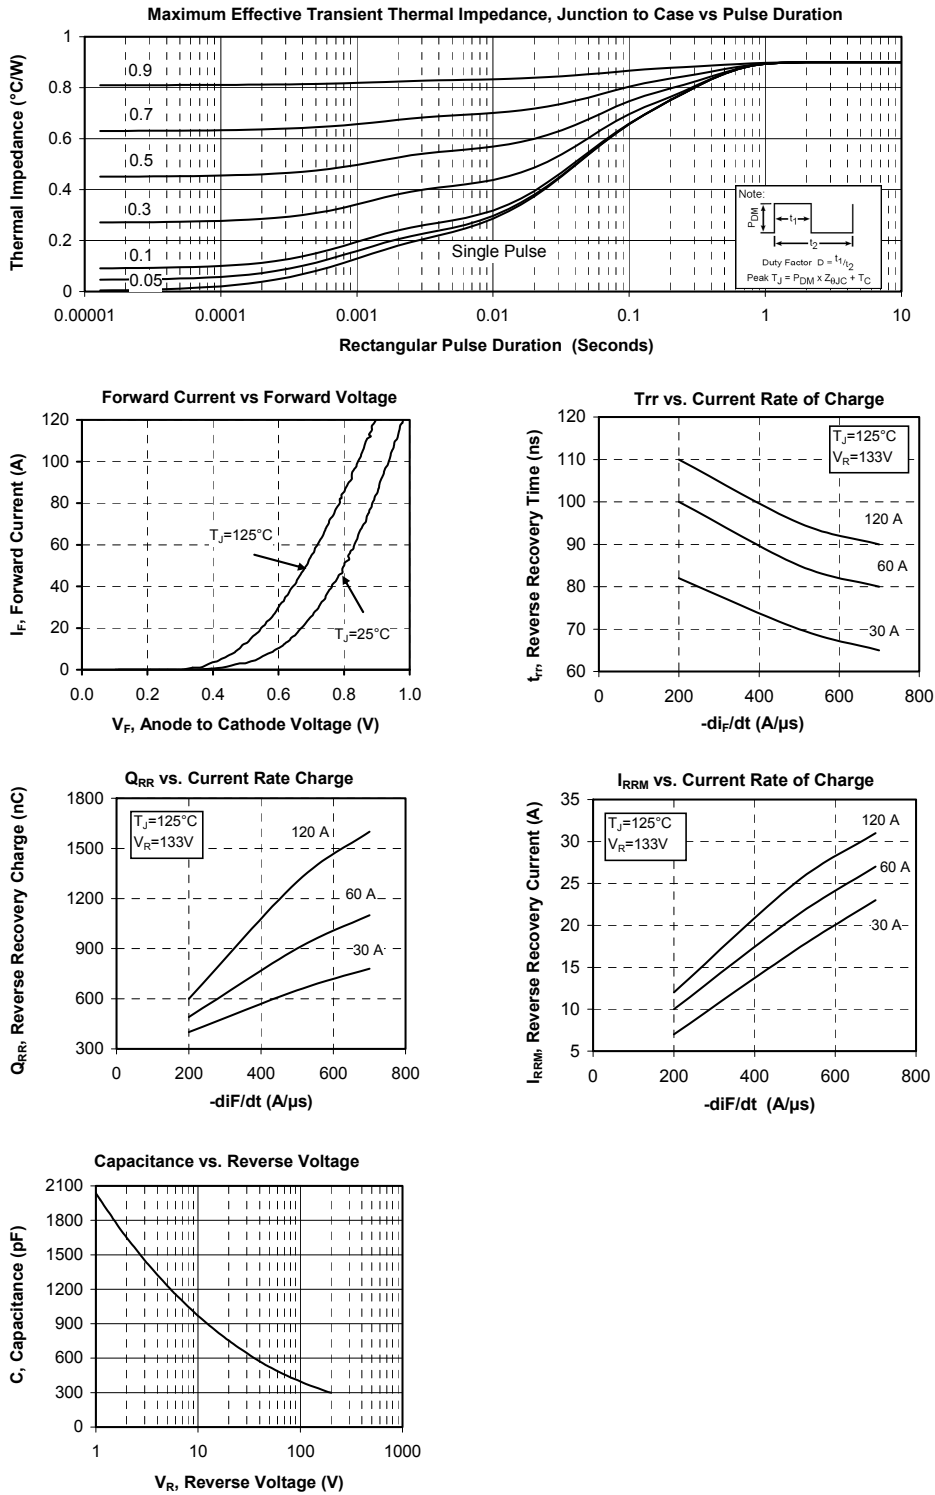 Maximum Effective Transient Thermal Impedance, Junction to Case vs Pulse Duration
Thermal Impedance (°C/W)
1
0.8
0.6
0.4
0.2
0
0.9
0.7
0.5
0.3
0.1
0.05
Single Pulse
Note:
PDM
t1
t2
Duty Factor D = t1/t2
Peak TJ = PDM x ZθJC + TC
0.00001 0.0001 0.001 0.01 0.1 1 10
Rectangular Pulse Duration (Seconds)
Forward Current vs Forward Voltage
IF, Forward Current (A)
120
100
80
60
40
20
0
TJ=125°C
TJ=25°C
0.0 0.2 0.4 0.6 0.8 1.0
VF, Anode to Cathode Voltage (V)
Trr vs. Current Rate of Charge
trr, Reverse Recovery Time (ns)
120
110
100
90
80
70
60
TJ=125°C
VR=133V
120 A
60 A
30 A
0 200 400 600 800
-diF/dt (A/µs)
QRR vs. Current Rate Charge
QRR, Reverse Recovery Charge (nC)
1800
1500
1200
900
600
300
TJ=125°C
VR=133V
120 A
60 A
30 A
0 200 400 600 800
-diF/dt (A/µs)
IRRM vs. Current Rate of Charge
IRRM, Reverse Recovery Current (A)
35
30
25
20
15
10
5
TJ=125°C
VR=133V
120 A
60 A
30 A
0 200 400 600 800
-diF/dt (A/µs)
Capacitance vs. Reverse Voltage
C, Capacitance (pF)
2100
1800
1500
1200
900
600
300
0
1 10 100 1000
VR, Reverse Voltage (V)